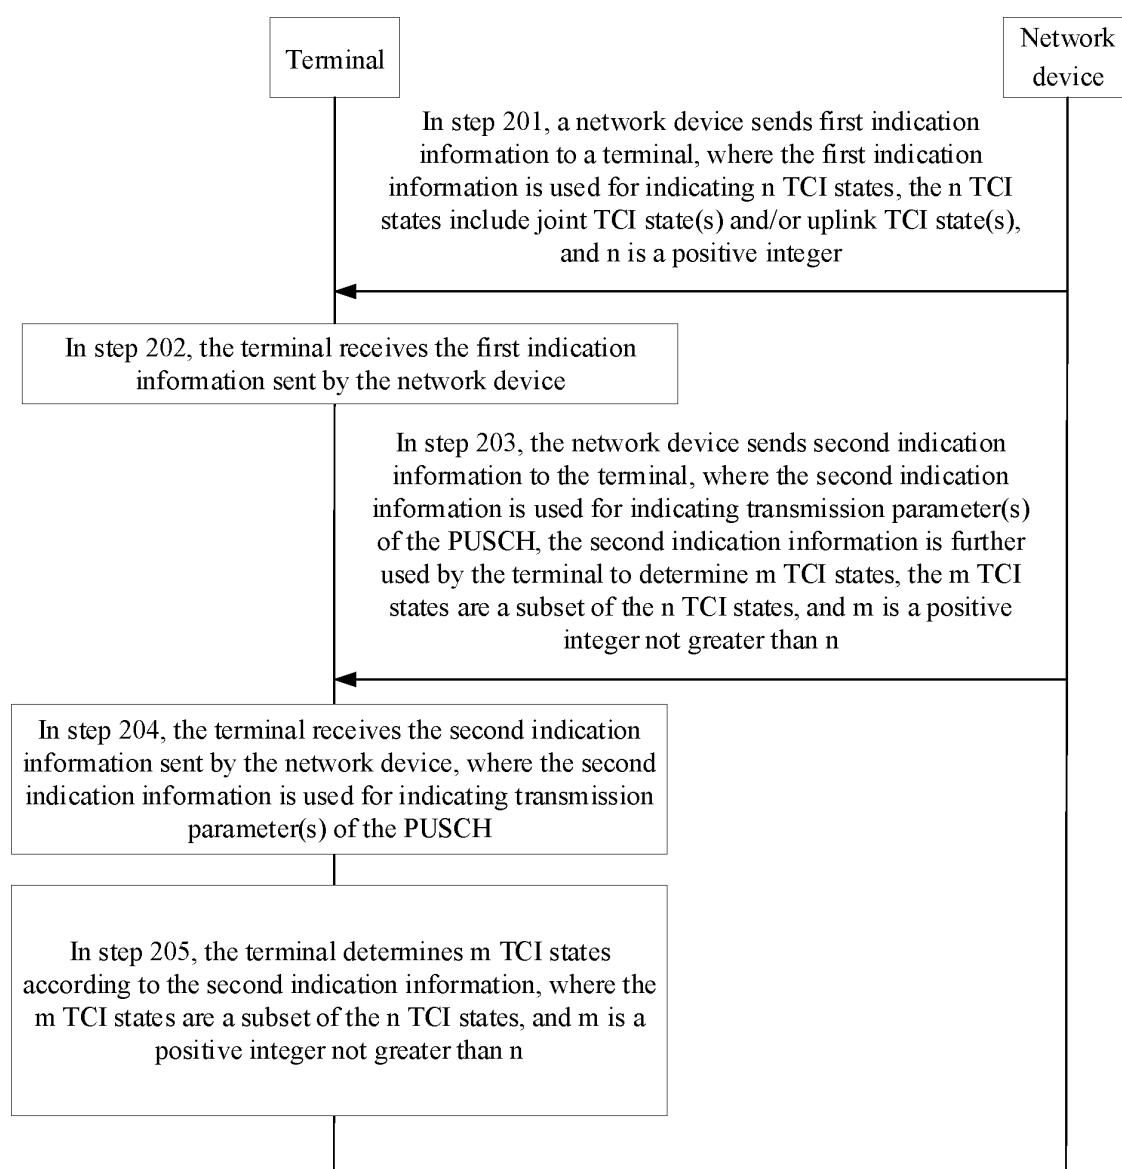 Terminal
Network
device
In step 201, a network device sends first indication
information to a terminal, where the first indication
information is used for indicating n TCI states, the n TCI
states include joint TCI state(s) and/or uplink TCI state(s),
and n is a positive integer
In step 202, the terminal receives the first indication
information sent by the network device
In step 203, the network device sends second indication
information to the terminal, where the second indication
information is used for indicating transmission parameter(s)
of the PUSCH, the second indication information is further
used by the terminal to determine m TCI states, the m TCI
states are a subset of the n TCI states, and m is a positive
integer not greater than n
In step 204, the terminal receives the second indication
information sent by the network device, where the second
indication information is used for indicating transmission
parameter(s) of the PUSCH
In step 205, the terminal determines m TCI states
according to the second indication information, where the
m TCI states are a subset of the n TCI states, and m is a
positive integer not greater than n